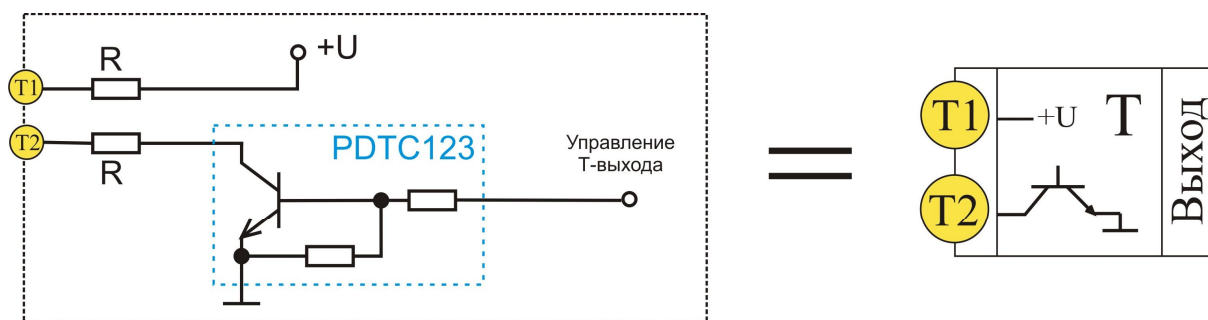 R
+U
T1
T2
R
PDTC123
Управление
Т-выхода
T1
+U
T
T2
Выход